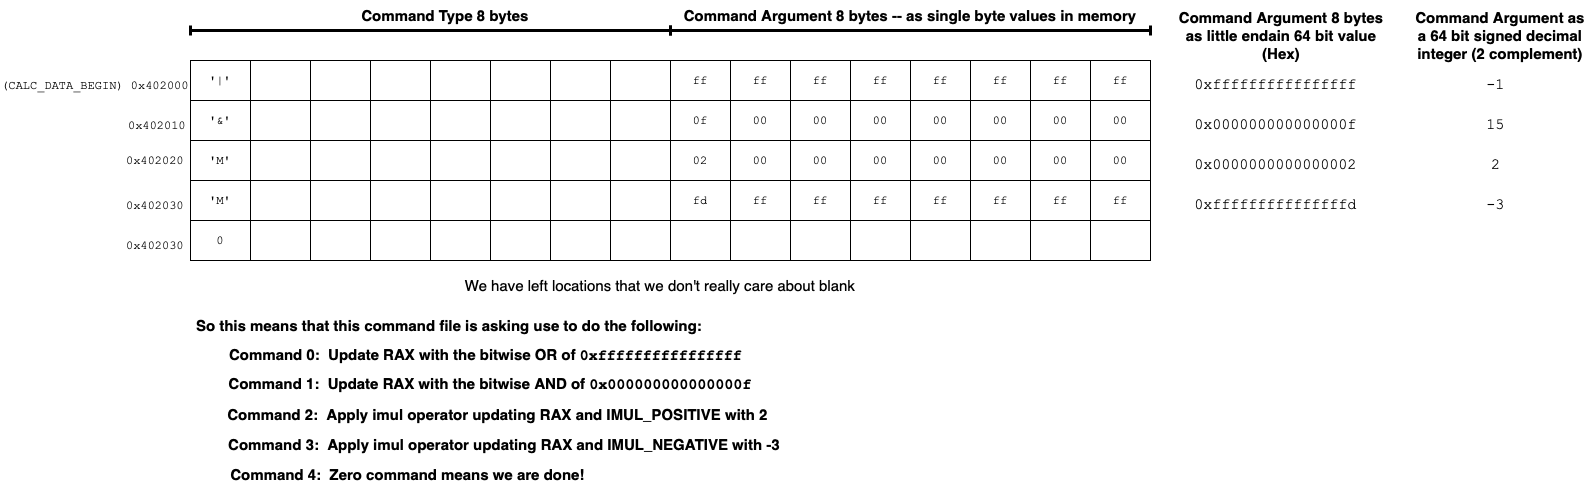 Command Type 8 bytes
Command Argument 8 bytes -- as single byte values in memory
Command Argument 8 bytes
as little endain 64 bit value
(Hex)
Command Argument as
a 64 bit signed decimal
integer (2 complement)
(CALC_DATA_BEGIN) 0x402000 '|' ff ff ff ff ff ff ff ff 0xffffffffffffffff -1
0x402010 '&' 0f 00 00 00 00 00 00 00 0x000000000000000f 15
0x402020 'M' 02 00 00 00 00 00 00 00 0x0000000000000002 2
0x402030 'M' fd ff ff ff ff ff ff ff 0xfffffffffffffffd -3
0x402030 0
We have left locations that we don't really care about blank
So this means that this command file is asking use to do the following:
Command 0: Update RAX with the bitwise OR of 0xffffffffffffffff
Command 1: Update RAX with the bitwise AND of 0x000000000000000f
Command 2: Apply imul operator updating RAX and IMUL_POSITIVE with 2
Command 3: Apply imul operator updating RAX and IMUL_NEGATIVE with -3
Command 4: Zero command means we are done!